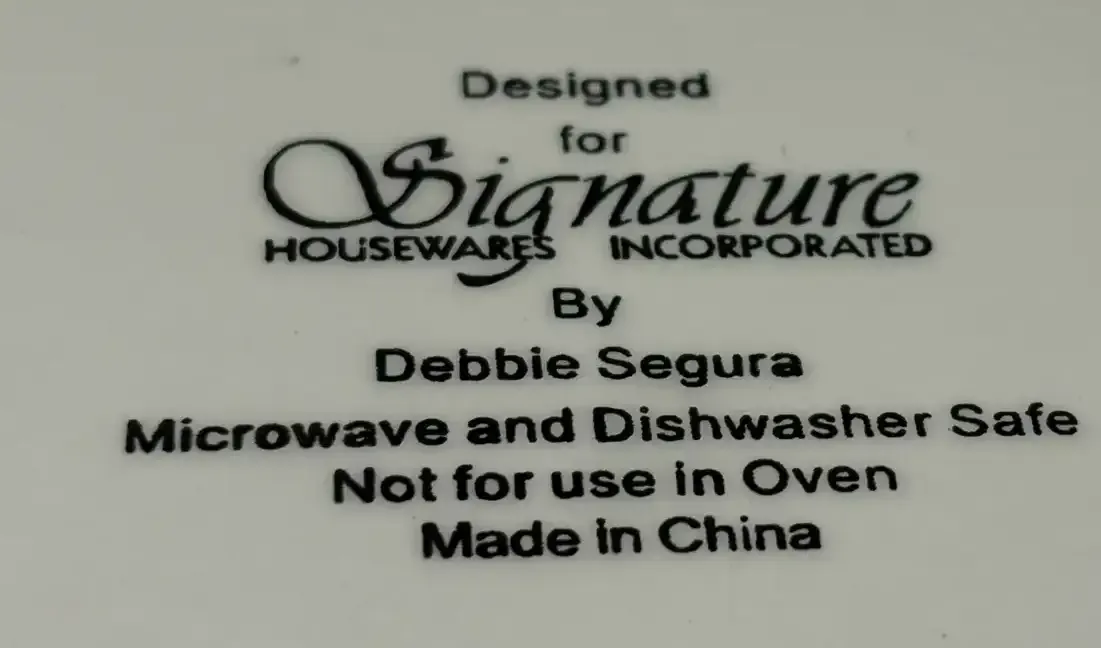 Designed
for
Signature
HOUSEWARES INCORPORATED
By
Debbie Segura
Microwave and Dishwasher Safe
Not for use in Oven
Made in China